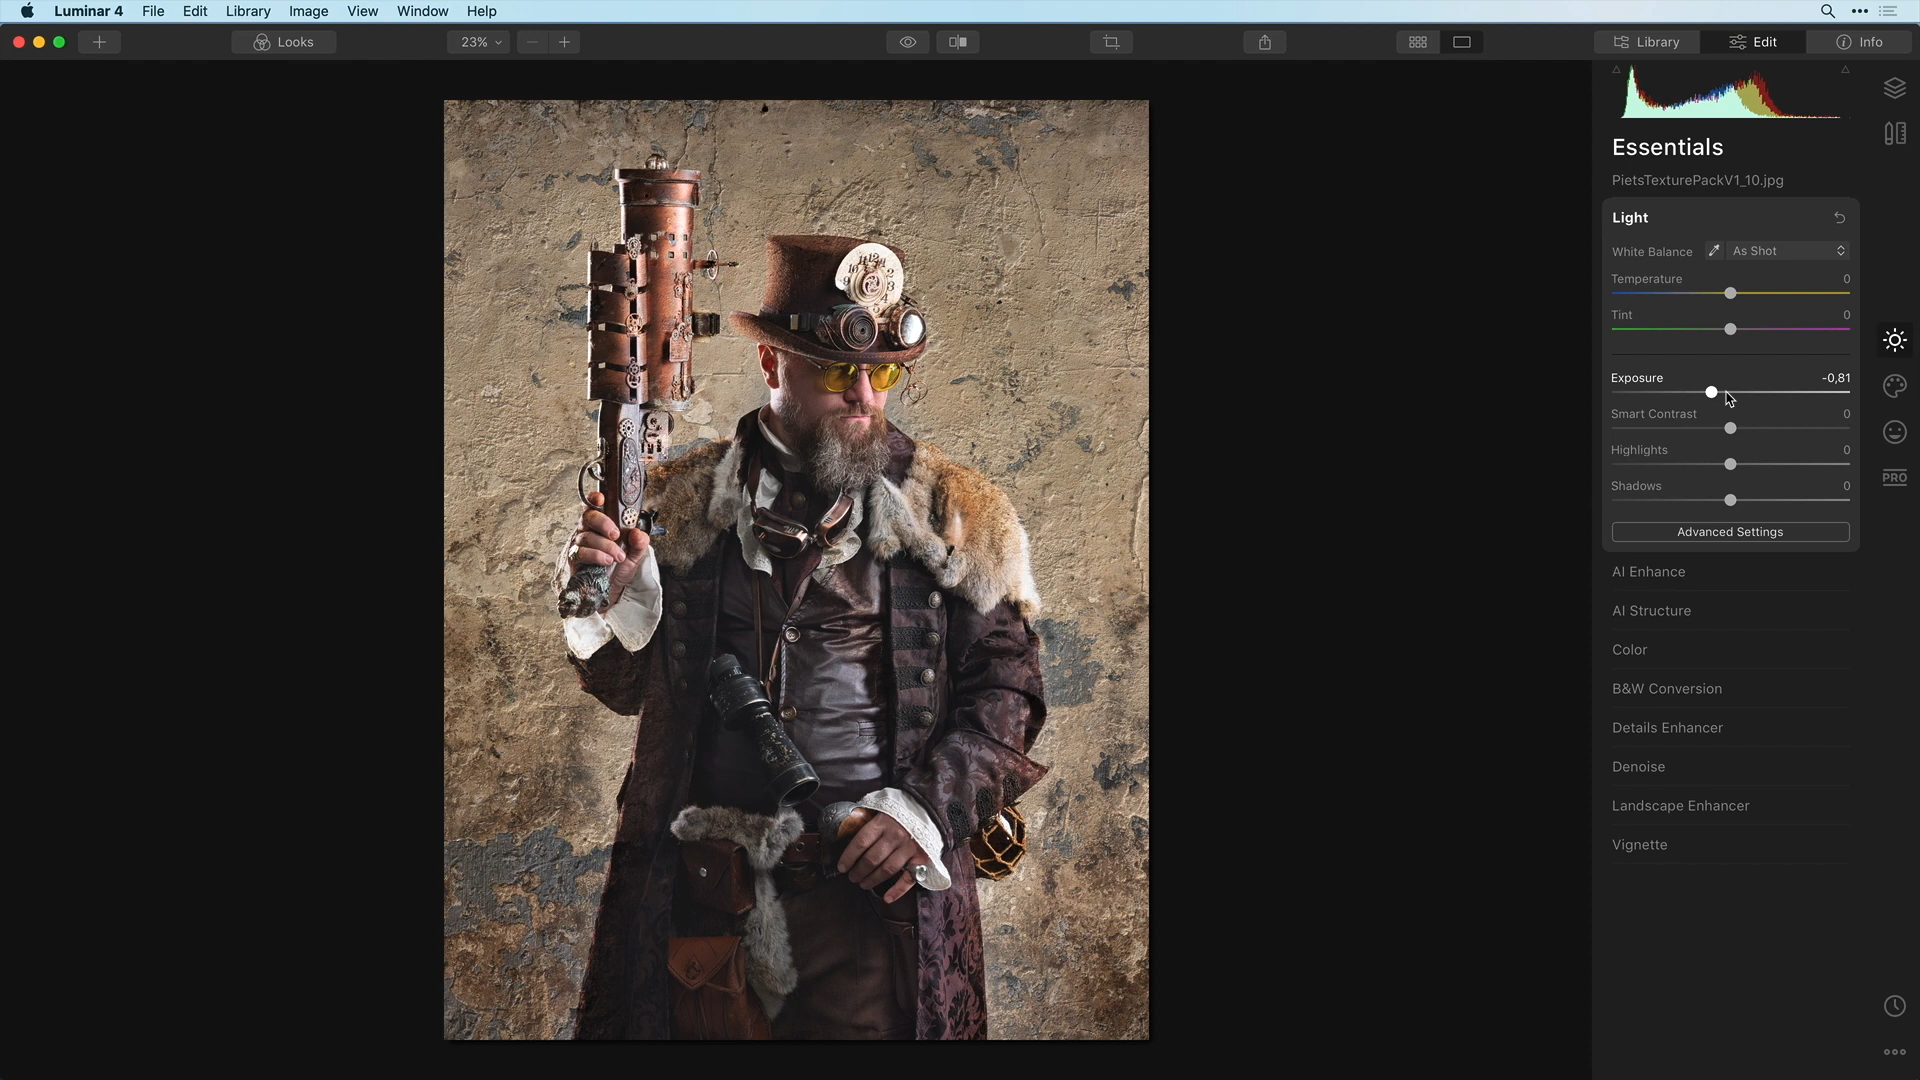 Luminar 4 File Edit Library Image View Window Help
Looks 23% Library Edit Info
Essentials
PietsTexturePackV1_10.jpg
Light
White Balance As Shot
Temperature 0
Tint 0
Exposure -0,81
Smart Contrast 0
Highlights 0
PRO
Shadows 0
Advanced Settings
AI Enhance
AI Structure
Color
B&W Conversion
Details Enhancer
Denoise
Landscape Enhancer
Vignette